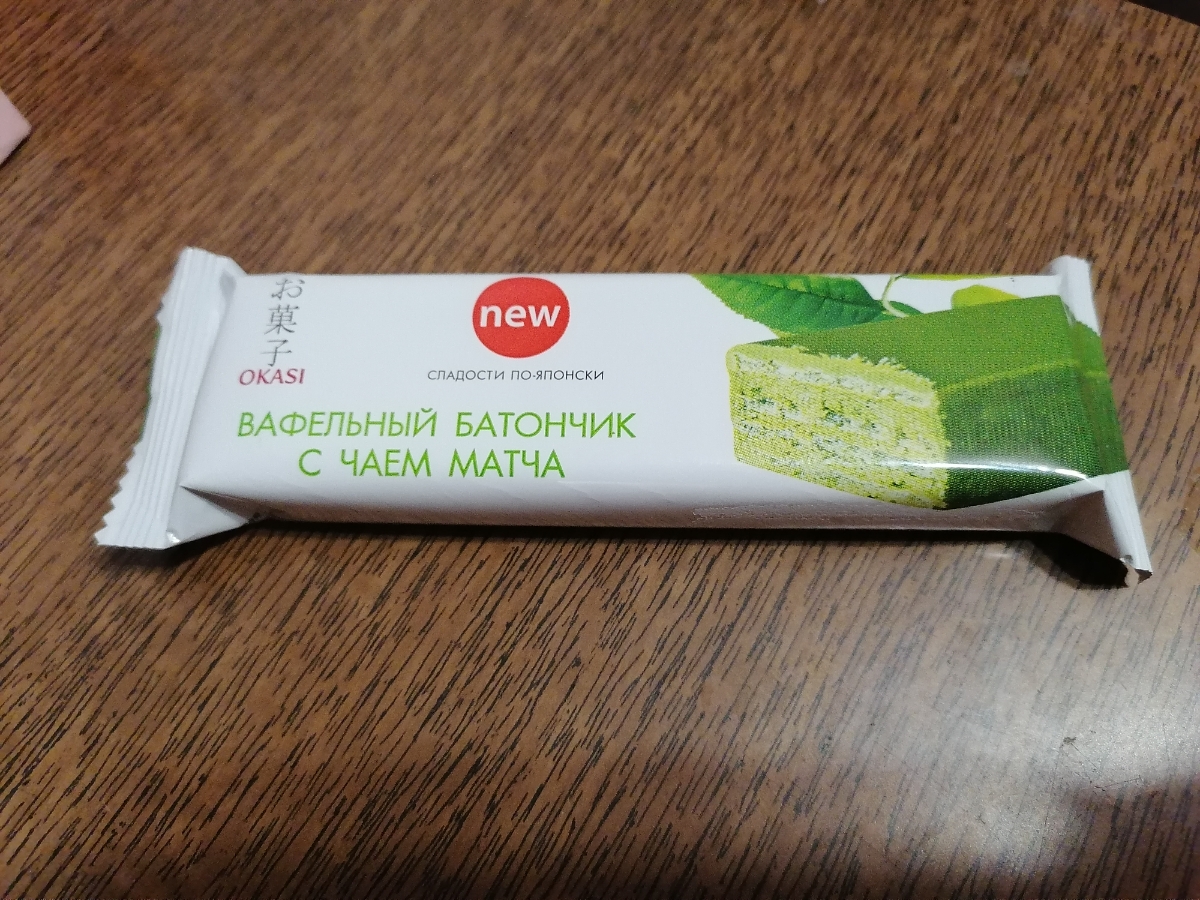 お菓子
OKASI
new
СЛАДОСТИ ПО-ЯПОНСКИ
ВАФЕЛЬНЫЙ БАТОНЧИК
С ЧАЕМ МАТЧА